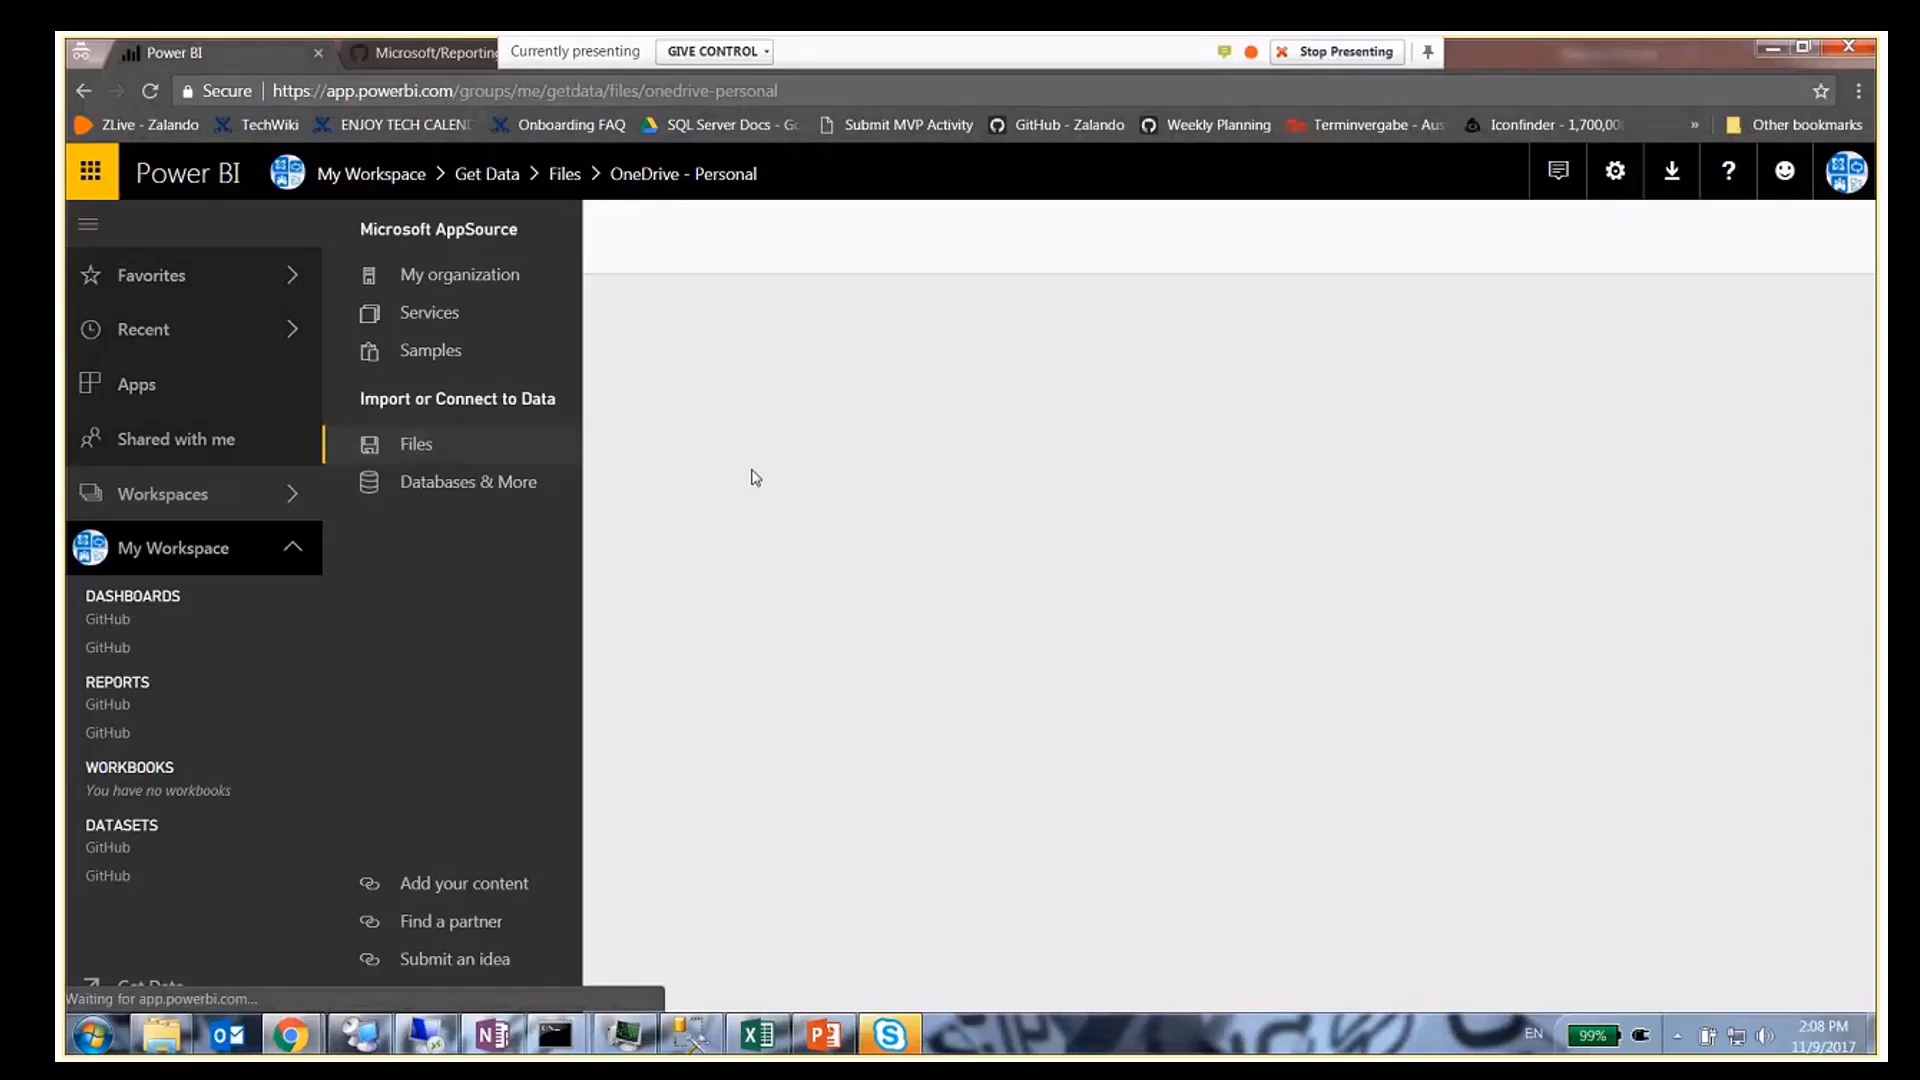 Power BI
Microsoft/Reporting
Currently presenting
GIVE CONTROL
Stop Presenting
Secure
https://app.powerbi.com/groups/me/getdata/files/onedrive-personal
ZLive - Zalando
TechWiki
ENJOY TECH CALEND
Onboarding FAQ
SQL Server Docs - Go
Submit MVP Activity
GitHub - Zalando
Weekly Planning
Terminvergabe - Aus
Iconfinder - 1,700,00
»
Other bookmarks
Power BI
My Workspace > Get Data > Files > OneDrive - Personal
Favorites
Recent
Apps
Shared with me
Workspaces
My Workspace
DASHBOARDS
GitHub
GitHub
REPORTS
GitHub
GitHub
WORKBOOKS
You have no workbooks
DATASETS
GitHub
GitHub
Get Data
Microsoft AppSource
My organization
Services
Samples
Import or Connect to Data
Files
Databases & More
Add your content
Find a partner
Submit an idea
Waiting for app.powerbi.com...
EN
99%
2:08 PM
11/9/2017